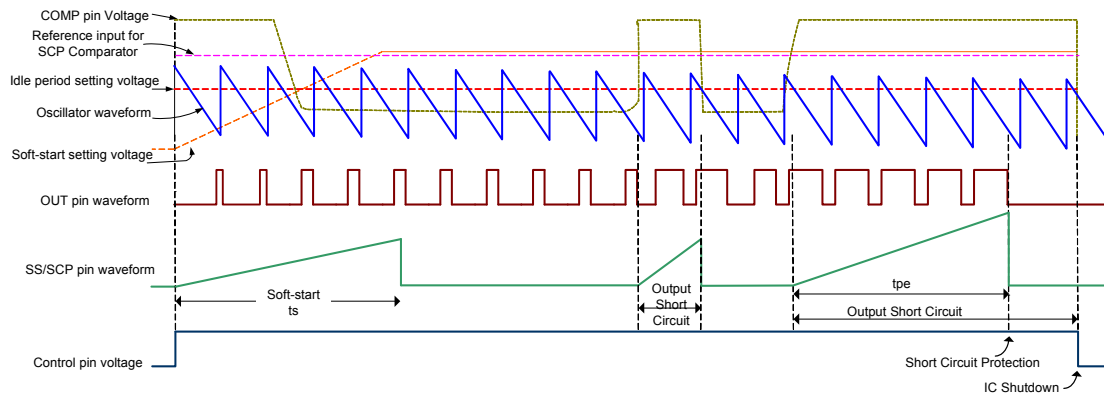 COMP pin Voltage
Reference input for
SCP Comparator
Idle period setting voltage
Oscillator waveform
Soft-start setting voltage
OUT pin waveform
SS/SCP pin waveform
Soft-start
ts
Output
Short
Circuit
tpe
Output Short Circuit
Control pin voltage
Short Circuit Protection
IC Shutdown